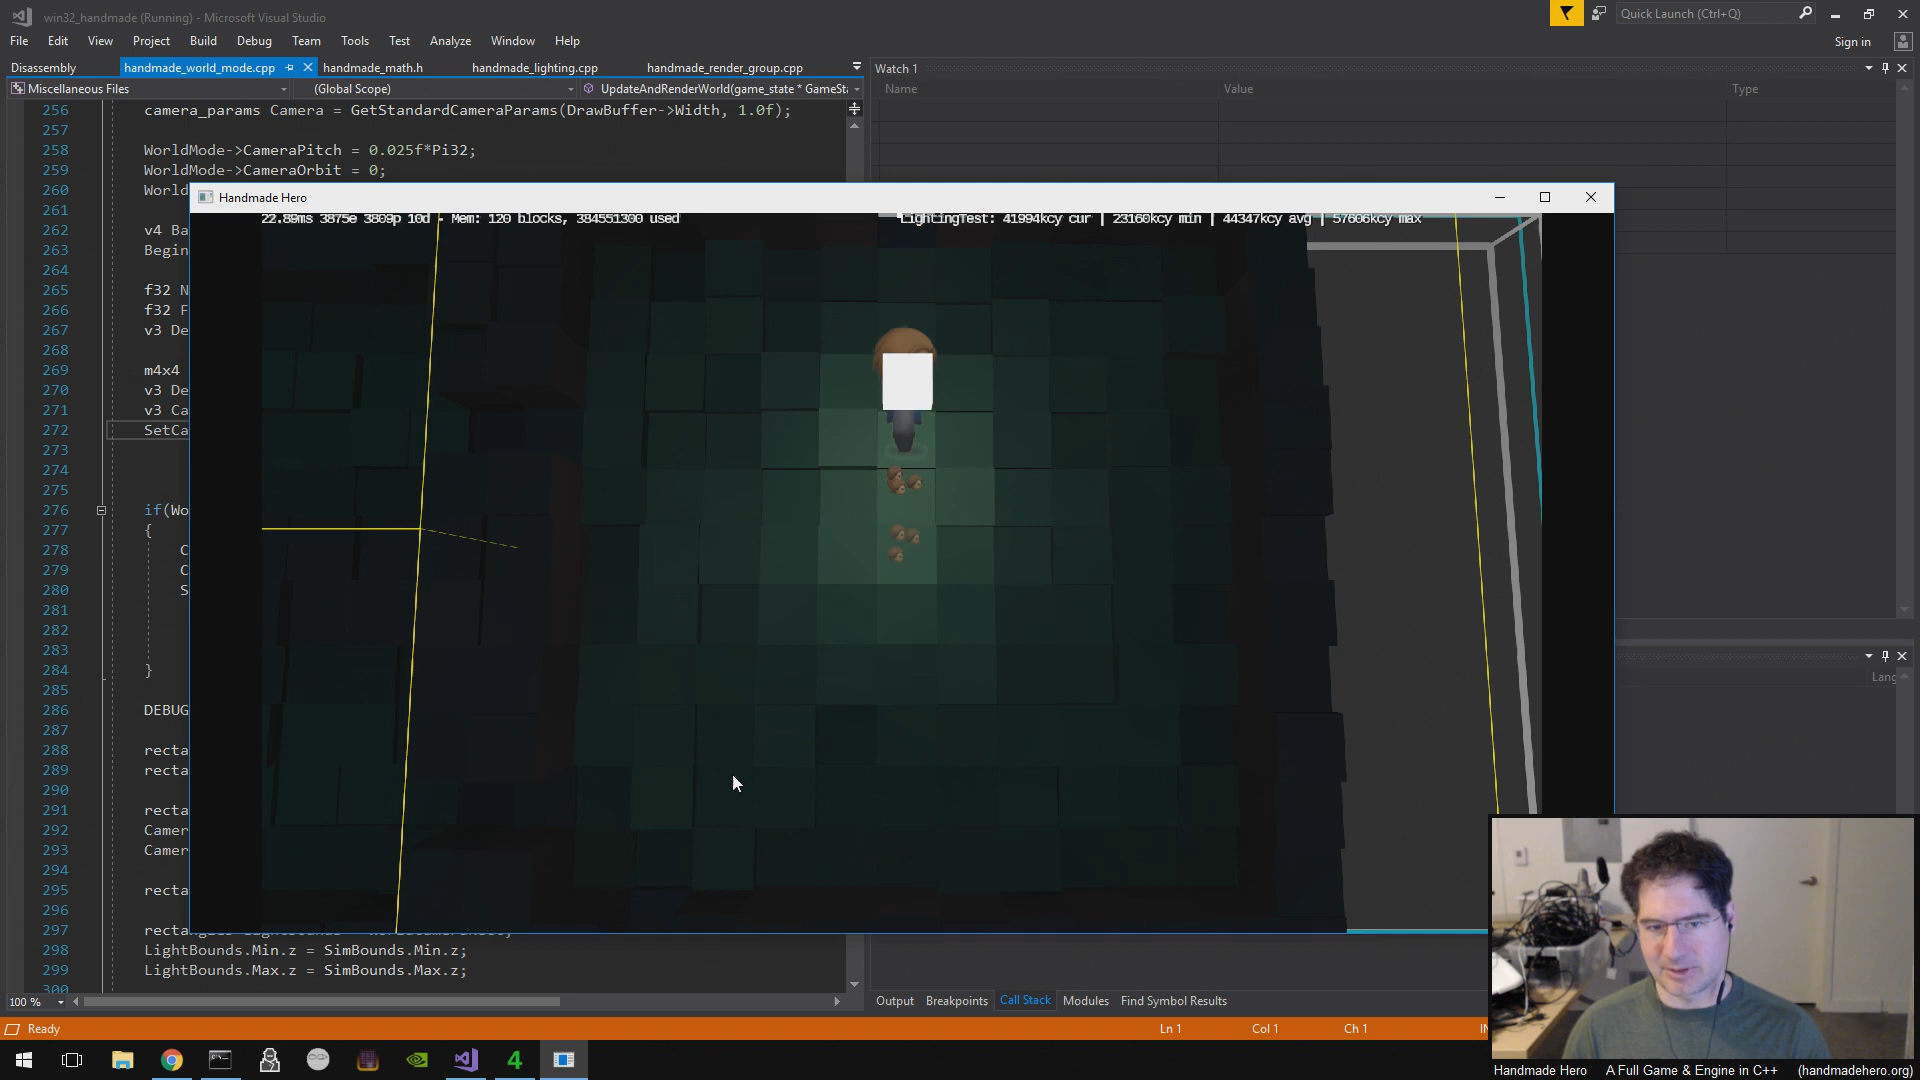 win32_handmade (Running) - Microsoft Visual Studio
Quick Launch (Ctrl+Q)
File Edit View Project Build Debug Team Tools Test Analyze Window Help
Sign in
Disassembly handmade_world_mode.cpp handmade_math.h handmade_lighting.cpp handmade_render_group.cpp
Watch 1
Miscellaneous Files (Global Scope) UpdateAndRenderWorld(game_state * GameSta
Name Value Type
256 camera_params Camera = GetStandardCameraParams(DrawBuffer->Width, 1.0f);
257
258 WorldMode->CameraPitch = 0.025f*Pi32;
259 WorldMode->CameraOrbit = 0;
260 World
Handmade Hero
22.89ms 3875e 3809p 10d - Mem: 120 blocks, 384551300 used
LightingTest: 41994kcy cur | 23160kcy min | 44347kcy avg | 57606kcy max
261
262 v4 Ba
263 Begin
264
265 f32 N
266 f32 F
267 v3 De
268
269 m4x4
270 v3 De
271 v3 Ca
272 SetCa
273
274
275
276 if(Wo
277 {
278 C
279 C
280 S
281
282
283
284 }
285
286 DEBUG
287
288 recta
289 recta
290
291 recta
292 Camer
293 Camer
294
295 recta
296
297
298 LightBounds.Min.z = SimBounds.Min.z;
299 LightBounds.Max.z = SimBounds.Max.z;
300
Lang
100 %
Output Breakpoints Call Stack Modules Find Symbol Results
Ready
Ln 1 Col 1 Ch 1 IN
4
Handmade Hero A Full Game & Engine in C++ (handmadehero.org)